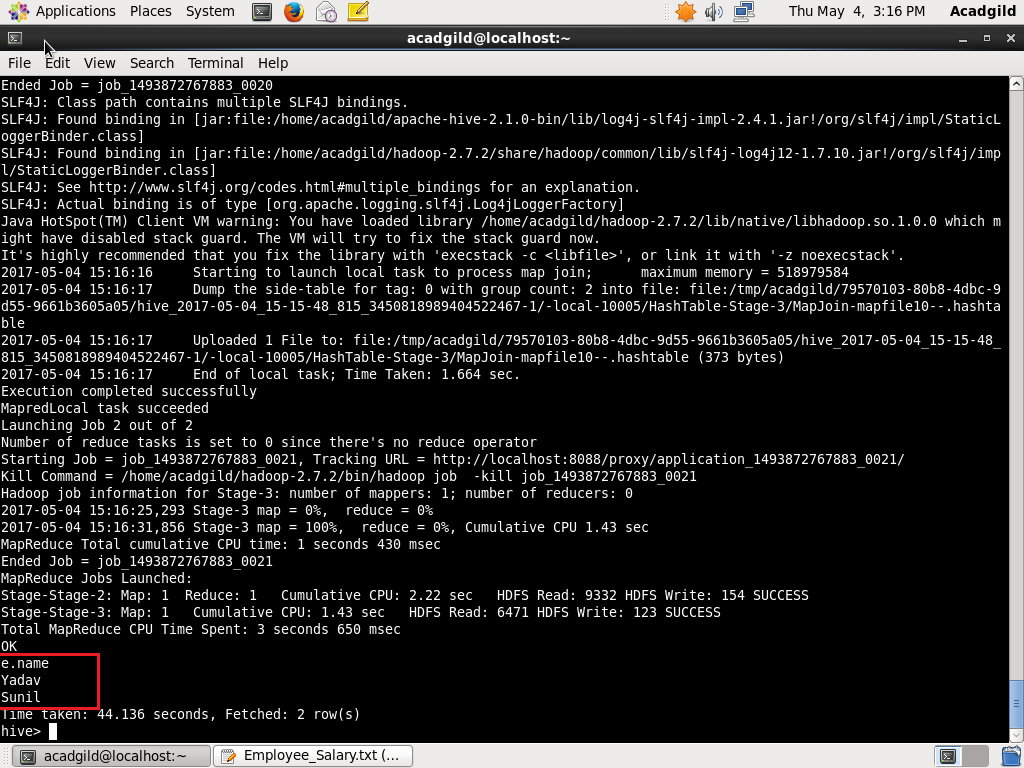 Applications Places System Thu May 4, 3:16 PM Acadgild
acadgild@localhost:~
File Edit View Search Terminal Help
Ended Job = job_1493872767883_0020
SLF4J: Class path contains multiple SLF4J bindings.
SLF4J: Found binding in [jar:file:/home/acadgild/apache-hive-2.1.0-bin/lib/log4j-slf4j-impl-2.4.1.jar!/org/slf4j/impl/StaticL
oggerBinder.class]
SLF4J: Found binding in [jar:file:/home/acadgild/hadoop-2.7.2/share/hadoop/common/lib/slf4j-log4j12-1.7.10.jar!/org/slf4j/imp
l/StaticLoggerBinder.class]
SLF4J: See http://www.slf4j.org/codes.html#multiple_bindings for an explanation.
SLF4J: Actual binding is of type [org.apache.logging.slf4j.Log4jLoggerFactory]
Java HotSpot(TM) Client VM warning: You have loaded library /home/acadgild/hadoop-2.7.2/lib/native/libhadoop.so.1.0.0 which m
ight have disabled stack guard. The VM will try to fix the stack guard now.
It's highly recommended that you fix the library with 'execstack -c <libfile>', or link it with '-z noexecstack'.
2017-05-04 15:16:16     Starting to launch local task to process map join;      maximum memory = 518979584
2017-05-04 15:16:17     Dump the side-table for tag: 0 with group count: 2 into file: file:/tmp/acadgild/79570103-80b8-4dbc-9
d55-9661b3605a05/hive_2017-05-04_15-15-48_815_3450818989404522467-1/-local-10005/HashTable-Stage-3/MapJoin-mapfile10--.hashta
ble
2017-05-04 15:16:17     Uploaded 1 File to: file:/tmp/acadgild/79570103-80b8-4dbc-9d55-9661b3605a05/hive_2017-05-04_15-15-48_
815_3450818989404522467-1/-local-10005/HashTable-Stage-3/MapJoin-mapfile10--.hashtable (373 bytes)
2017-05-04 15:16:17     End of local task; Time Taken: 1.664 sec.
Execution completed successfully
MapredLocal task succeeded
Launching Job 2 out of 2
Number of reduce tasks is set to 0 since there's no reduce operator
Starting Job = job_1493872767883_0021, Tracking URL = http://localhost:8088/proxy/application_1493872767883_0021/
Kill Command = /home/acadgild/hadoop-2.7.2/bin/hadoop job  -kill job_1493872767883_0021
Hadoop job information for Stage-3: number of mappers: 1; number of reducers: 0
2017-05-04 15:16:25,293 Stage-3 map = 0%,  reduce = 0%
2017-05-04 15:16:31,856 Stage-3 map = 100%,  reduce = 0%, Cumulative CPU 1.43 sec
MapReduce Total cumulative CPU time: 1 seconds 430 msec
Ended Job = job_1493872767883_0021
MapReduce Jobs Launched:
Stage-Stage-2: Map: 1  Reduce: 1   Cumulative CPU: 2.22 sec   HDFS Read: 9332 HDFS Write: 154 SUCCESS
Stage-Stage-3: Map: 1   Cumulative CPU: 1.43 sec   HDFS Read: 6471 HDFS Write: 123 SUCCESS
Total MapReduce CPU Time Spent: 3 seconds 650 msec
OK
e.name
Yadav
Sunil
Time taken: 44.136 seconds, Fetched: 2 row(s)
hive>
acadgild@localhost:~ Employee_Salary.txt (...